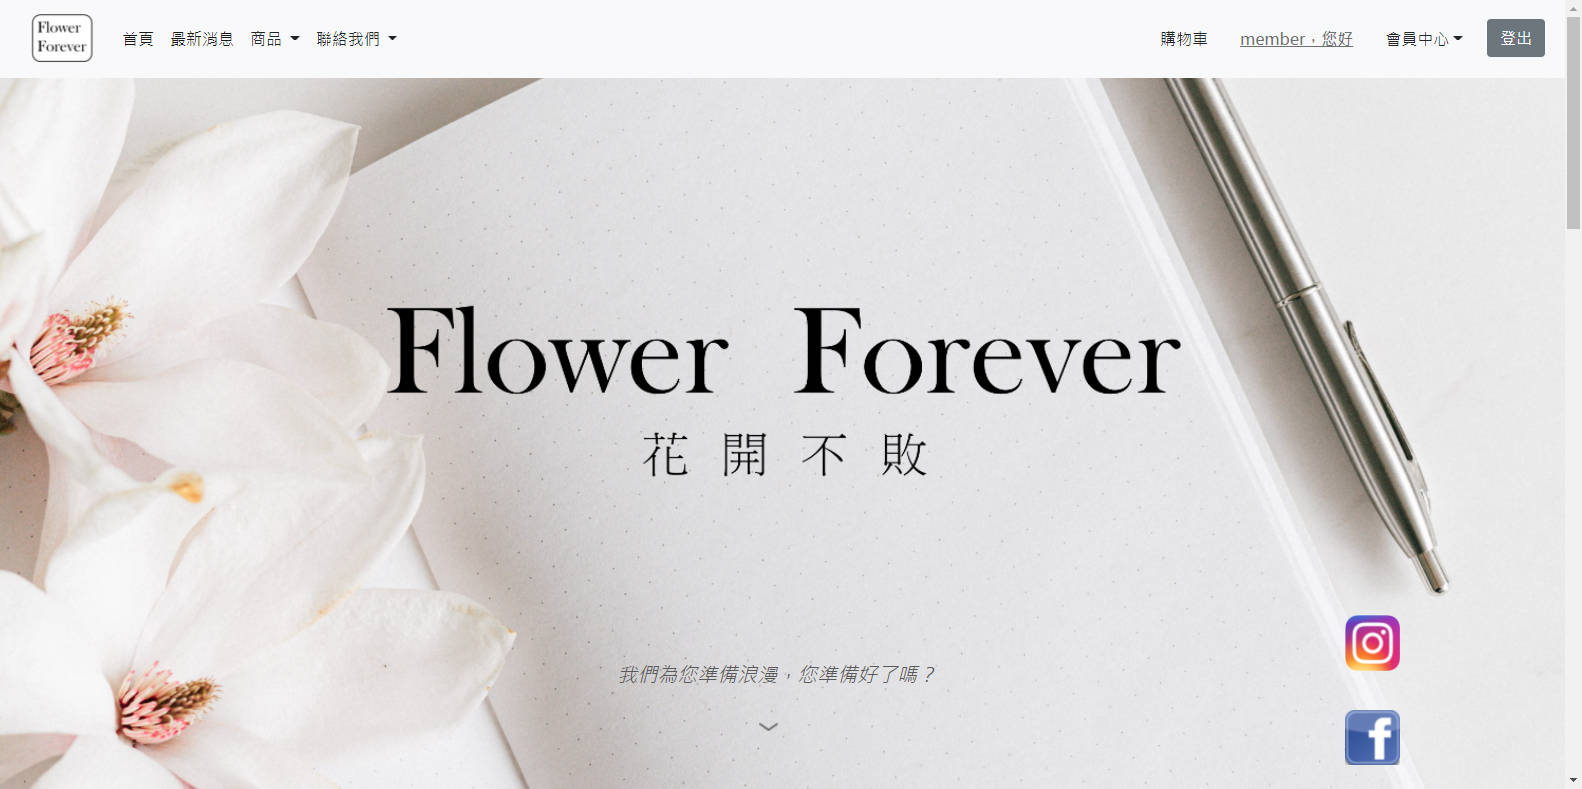 Flower
Forever
首頁 最新消息 商品 聯絡我們 購物車 member，您好 會員中心 登出
Flower Forever
花開不敗
我們為您準備浪漫，您準備好了嗎？